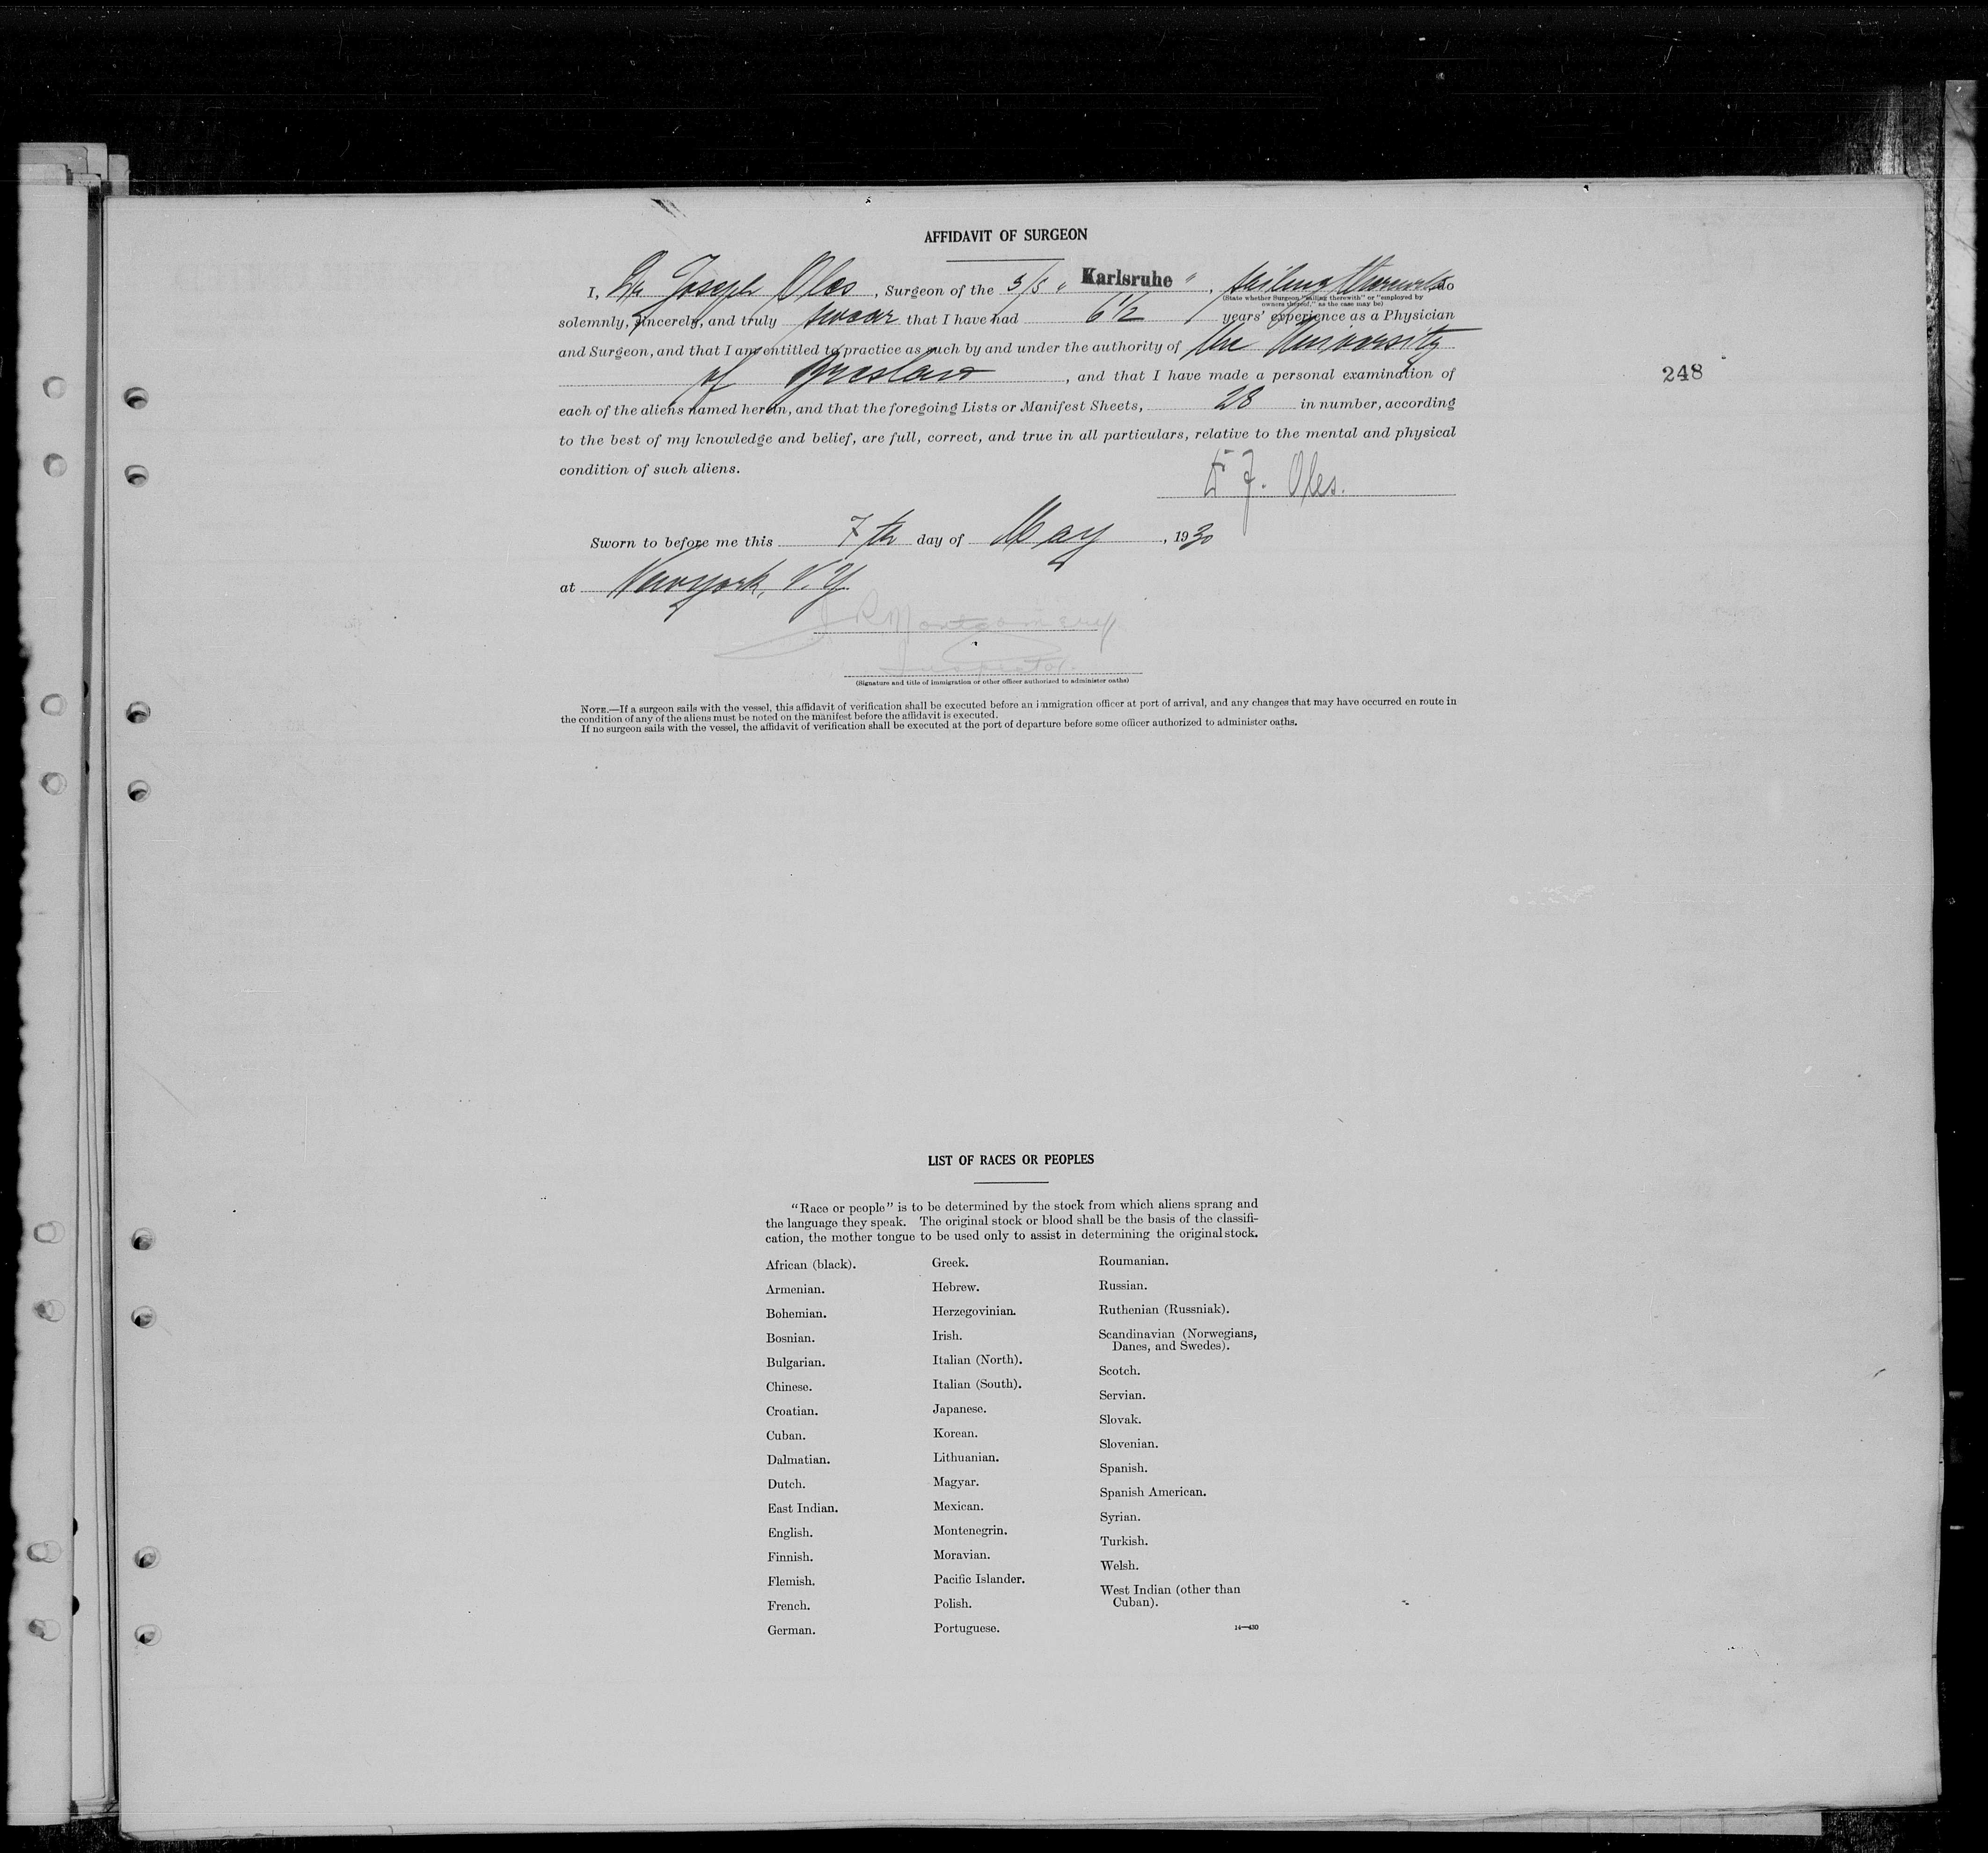 AFFIDAVIT OF SURGEON
I, Dr Joseph Oles, Surgeon of the S/S " Karlsruhe ", sailing therewith do
(State whether Surgeon "sailing therewith" or "employed by
owners thereof," as the case may be)
solemnly, sincerely, and truly swear that I have had 6 1/2 years' experience as a Physician
and Surgeon, and that I am entitled to practice as such by and under the authority of the University
of Breslau, and that I have made a personal examination of
248
each of the aliens named herein, and that the foregoing Lists or Manifest Sheets, 28 in number, according
to the best of my knowledge and belief, are full, correct, and true in all particulars, relative to the mental and physical
condition of such aliens.
Dr J. Oles.
Sworn to before me this 7th day of May, 1930
at New York, N.Y.
J R Montgomery
Inspector.
(Signature and title of immigration or other officer authorized to administer oaths)
NOTE.—If a surgeon sails with the vessel, this affidavit of verification shall be executed before an immigration officer at port of arrival, and any changes that may have occurred en route in
the condition of any of the aliens must be noted on the manifest before the affidavit is executed.
If no surgeon sails with the vessel, the affidavit of verification shall be executed at the port of departure before some officer authorized to administer oaths.
LIST OF RACES OR PEOPLES
"Race or people" is to be determined by the stock from which aliens sprang and
the language they speak. The original stock or blood shall be the basis of the classifi-
cation, the mother tongue to be used only to assist in determining the original stock.
African (black).
Armenian.
Bohemian.
Bosnian.
Bulgarian.
Chinese.
Croatian.
Cuban.
Dalmatian.
Dutch.
East Indian.
English.
Finnish.
Flemish.
French.
German.
Greek.
Hebrew.
Herzegovinian.
Irish.
Italian (North).
Italian (South).
Japanese.
Korean.
Lithuanian.
Magyar.
Mexican.
Montenegrin.
Moravian.
Pacific Islander.
Polish.
Portuguese.
Roumanian.
Russian.
Ruthenian (Russniak).
Scandinavian (Norwegians,
Danes, and Swedes).
Scotch.
Servian.
Slovak.
Slovenian.
Spanish.
Spanish American.
Syrian.
Turkish.
Welsh.
West Indian (other than
Cuban).
14—430